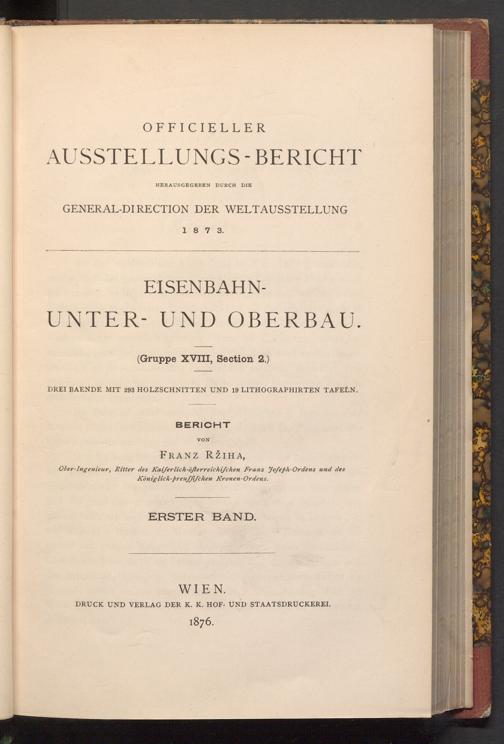 OFFICIELLER
AUSSTELLUNGS-BERICHT
HERAUSGEGEBEN DURCH DIE
GENERAL-DIRECTION DER WELTAUSSTELLUNG
1873.
EISENBAHN-
UNTER- UND OBERBAU.
(Gruppe XVIII, Section 2.)
DREI BAENDE MIT 293 HOLZSCHNITTEN UND 19 LITHOGRAPHIRTEN TAFELN.
BERICHT
VON
FRANZ RŽIHA,
Ober-Ingenieur, Ritter des Kaiſerlich-öſterreichiſchen Franz Joſeph-Ordens und des
Königlich-preuſſiſchen Kronen-Ordens.
ERSTER BAND.
WIEN.
DRUCK UND VERLAG DER K. K. HOF- UND STAATSDRUCKEREI.
1876.